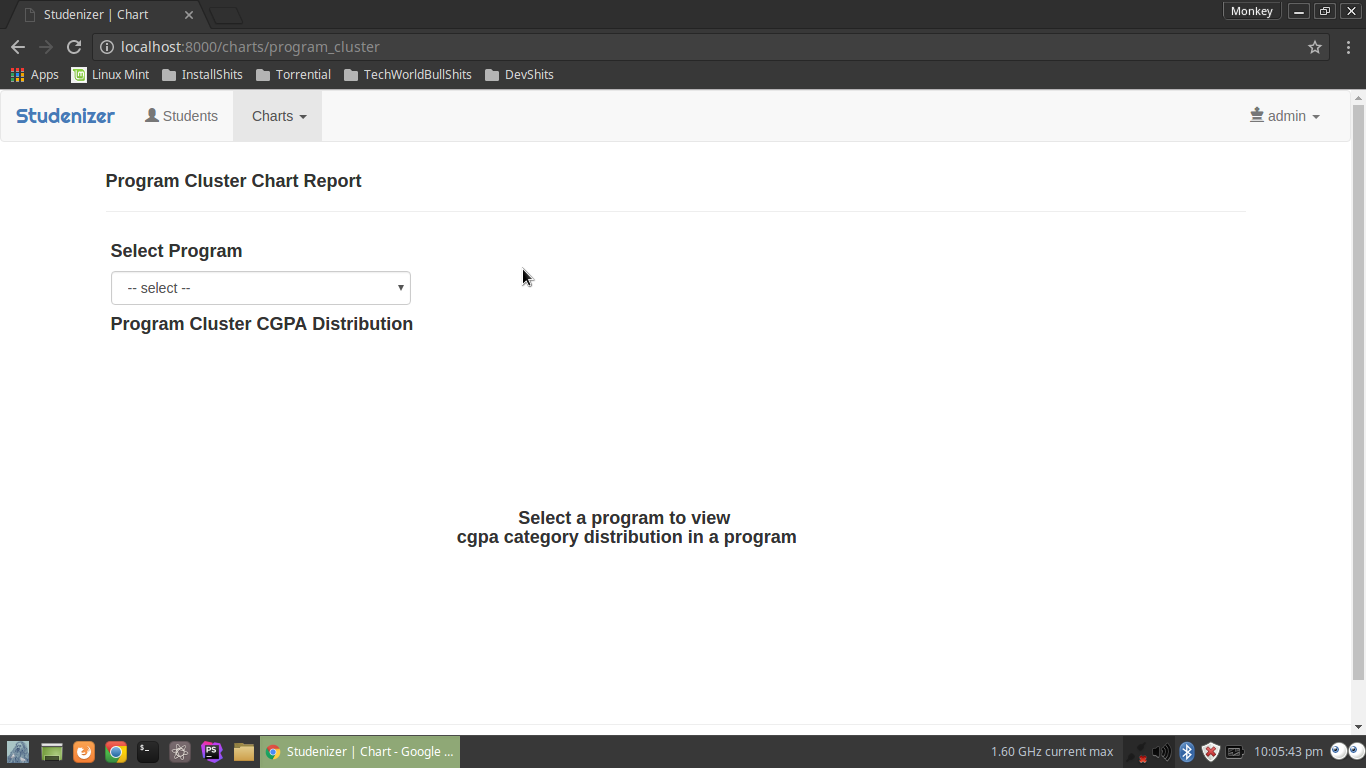 Studenizer | Chart
Monkey
localhost:8000/charts/program_cluster
Apps Linux Mint InstallShits Torrential TechWorldBullShits DevShits
Studenizer Students Charts admin
Program Cluster Chart Report
Select Program
-- select --
Program Cluster CGPA Distribution
Select a program to view
cgpa category distribution in a program
PS Studenizer | Chart - Google ... 1.60 GHz current max 10:05:43 pm